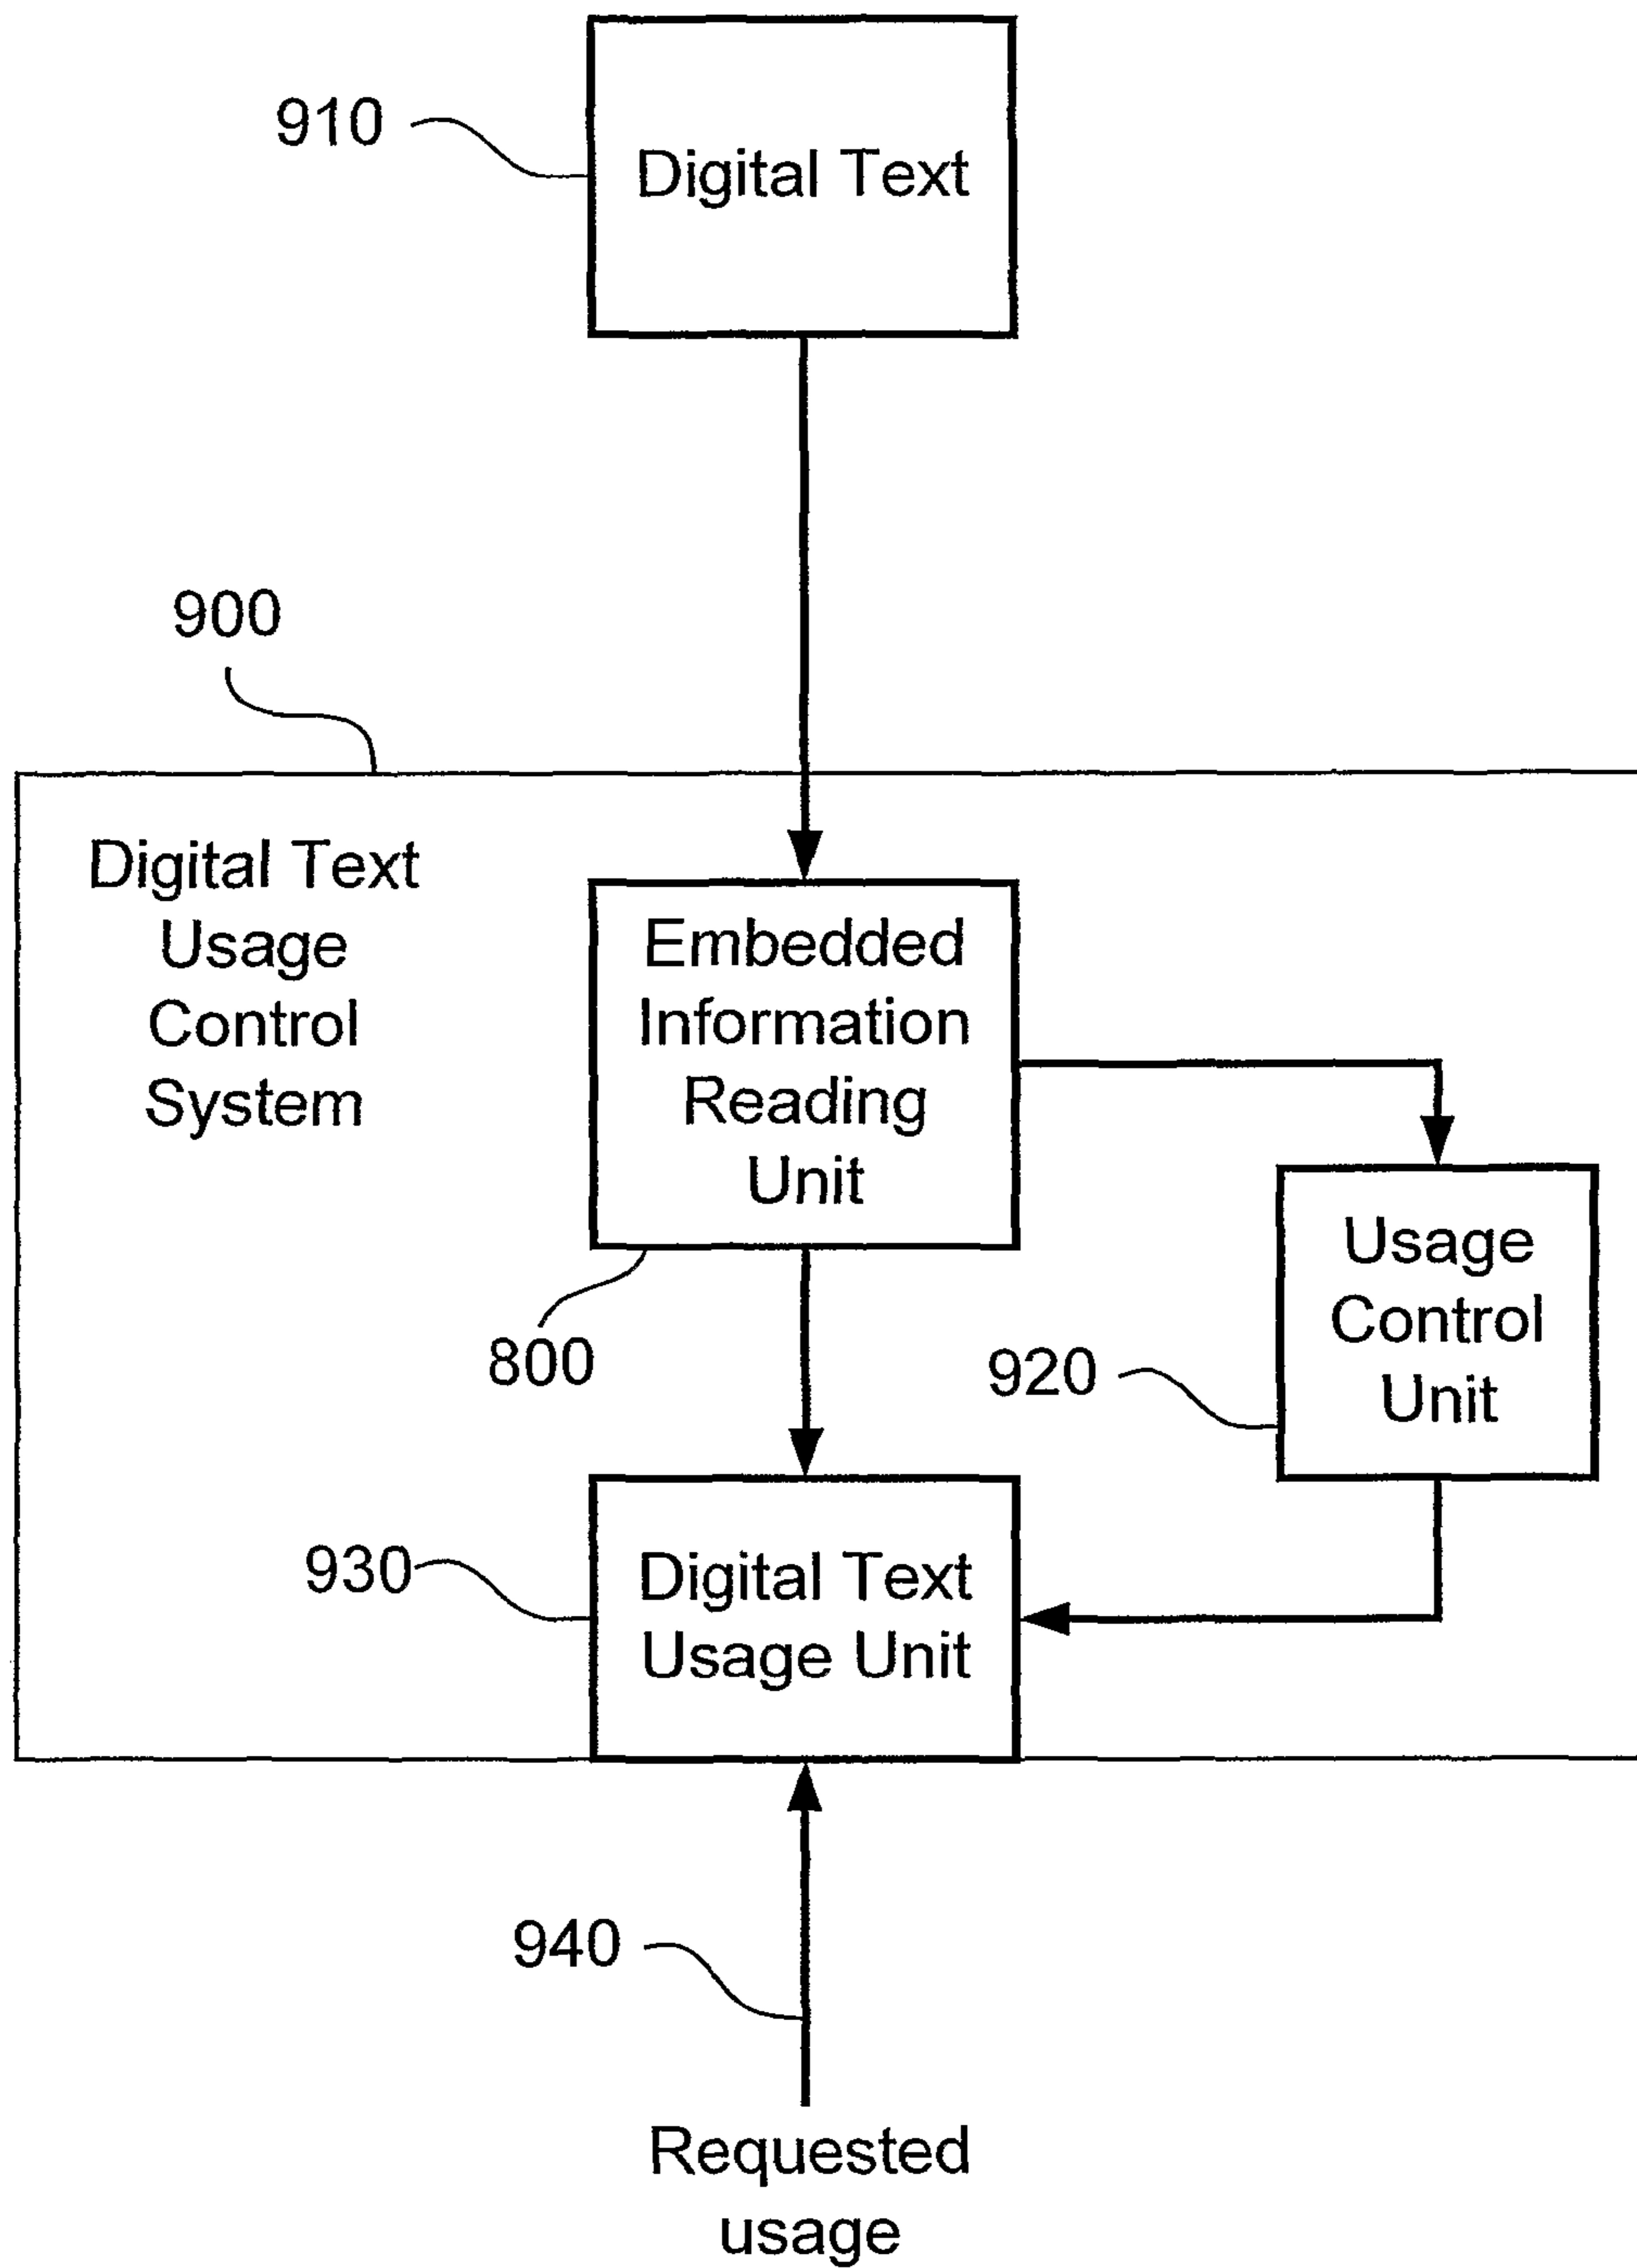 910
Digital Text
900
Digital Text
Usage
Control
System
Embedded
Information
Reading
Unit
800
Usage
Control
Unit
920
930
Digital Text
Usage Unit
940
Requested
usage